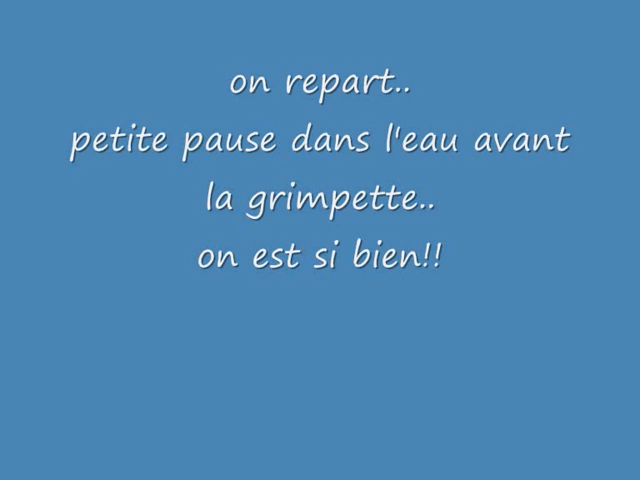 on repart..
petite pause dans l'eau avant
la grimpette..
on est si bien!!